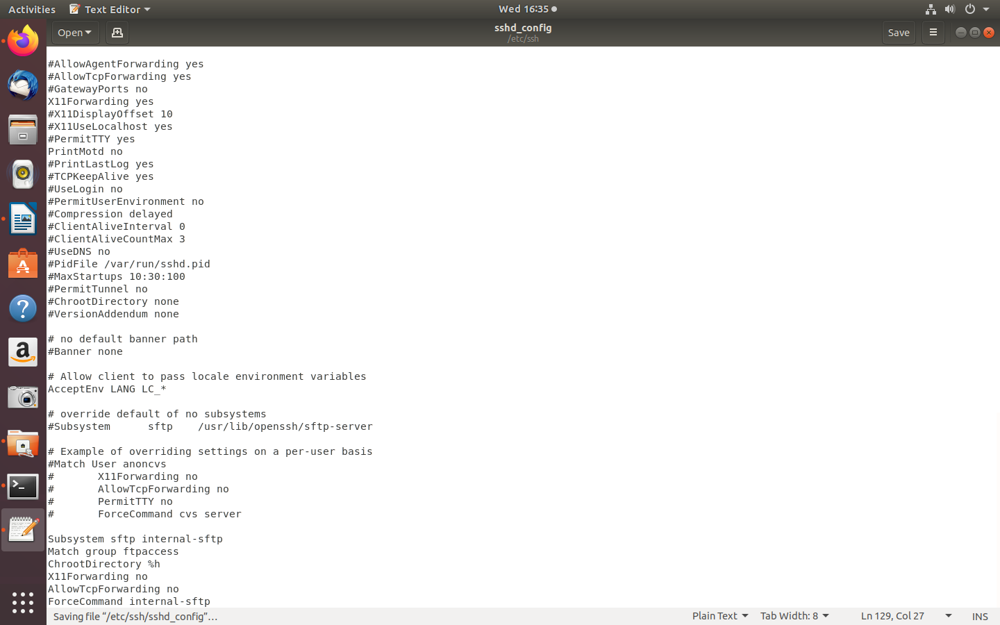 Activities Text Editor Wed 16:35
Open sshd_config Save
/etc/ssh
#AllowAgentForwarding yes
#AllowTcpForwarding yes
#GatewayPorts no
X11Forwarding yes
#X11DisplayOffset 10
#X11UseLocalhost yes
#PermitTTY yes
PrintMotd no
#PrintLastLog yes
#TCPKeepAlive yes
#UseLogin no
#PermitUserEnvironment no
#Compression delayed
#ClientAliveInterval 0
#ClientAliveCountMax 3
#UseDNS no
#PidFile /var/run/sshd.pid
#MaxStartups 10:30:100
#PermitTunnel no
#ChrootDirectory none
#VersionAddendum none
# no default banner path
#Banner none
# Allow client to pass locale environment variables
AcceptEnv LANG LC_*
# override default of no subsystems
#Subsystem      sftp    /usr/lib/openssh/sftp-server
# Example of overriding settings on a per-user basis
#Match User anoncvs
#       X11Forwarding no
#       AllowTcpForwarding no
#       PermitTTY no
#       ForceCommand cvs server
Subsystem sftp internal-sftp
Match group ftpaccess
ChrootDirectory %h
X11Forwarding no
AllowTcpForwarding no
ForceCommand internal-sftp
Saving file “/etc/ssh/sshd_config”… Plain Text Tab Width: 8 Ln 129, Col 27 INS